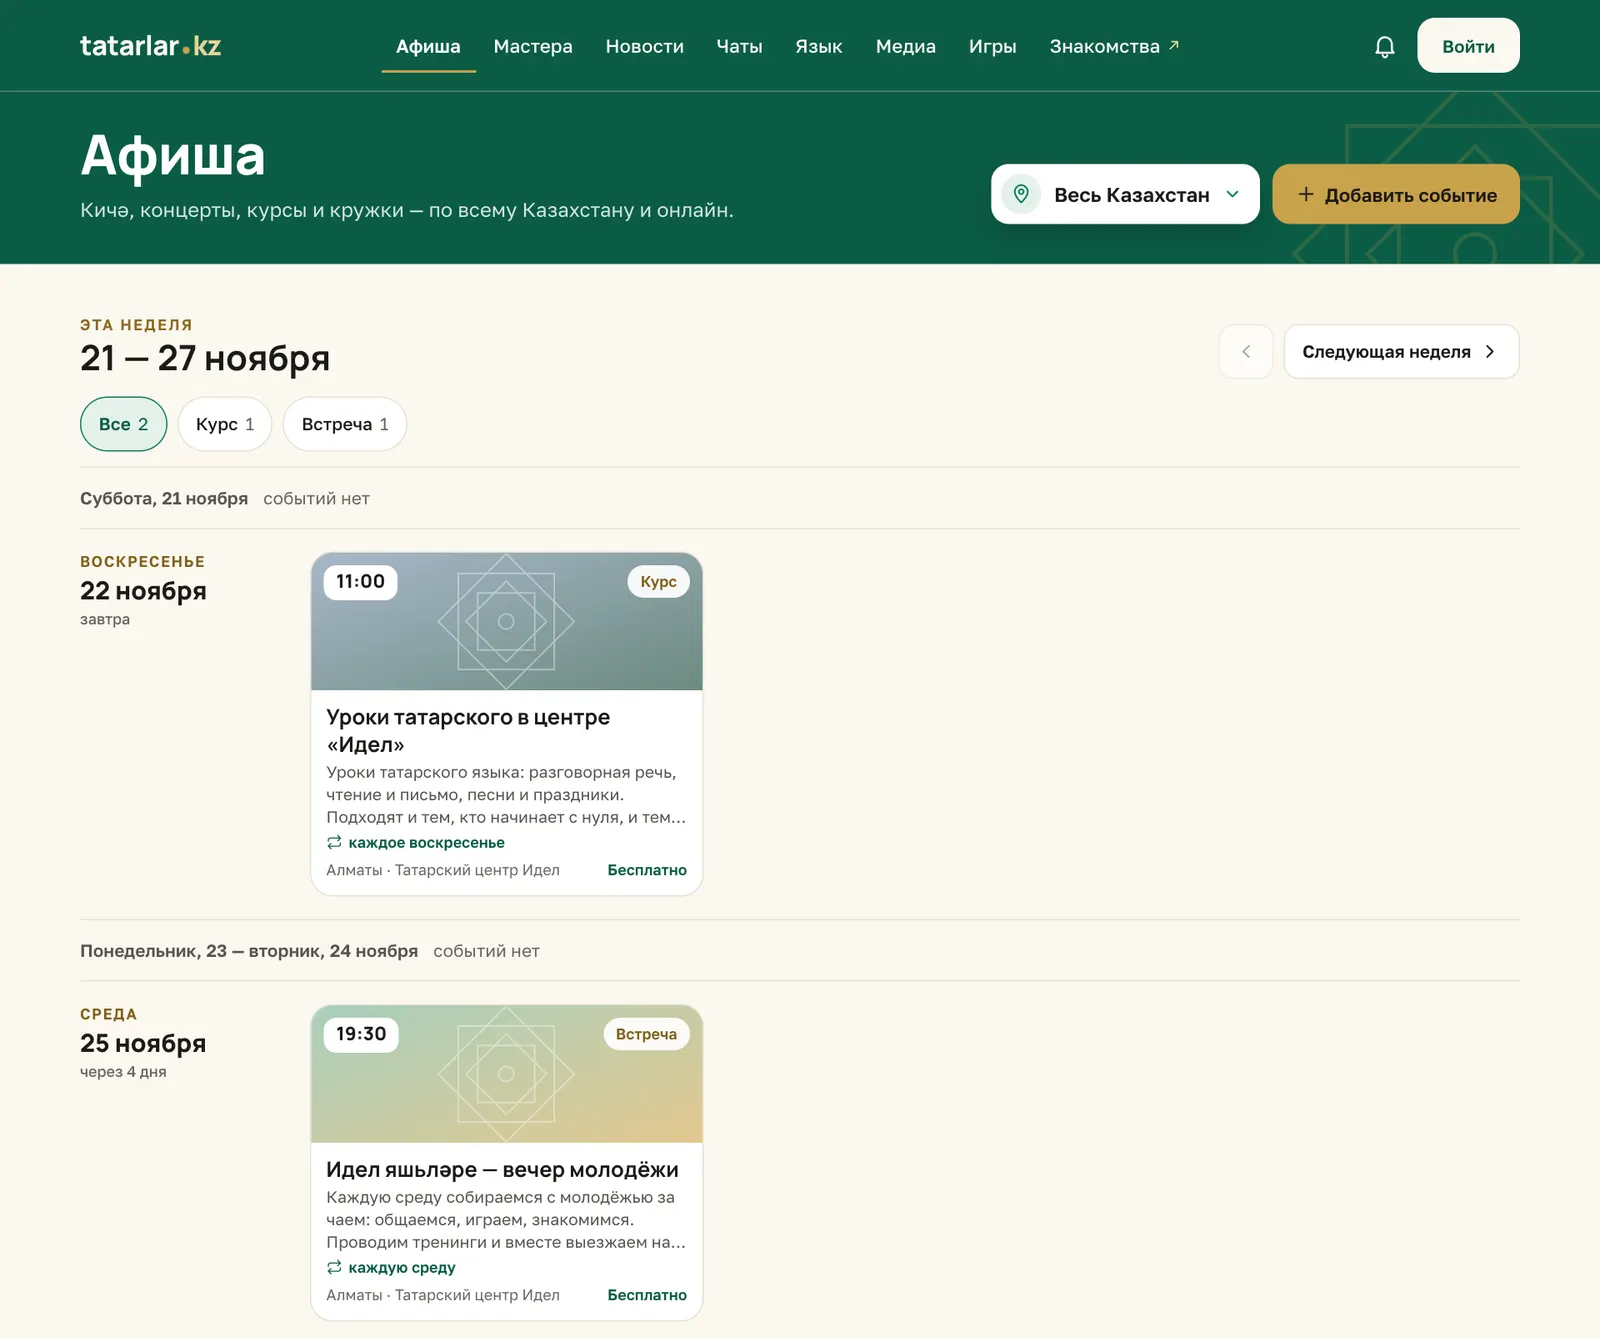 tatarlar.kz
Афиша
Мастера
Новости
Чаты
Язык
Медиа
Игры
Знакомства
Войти
Афиша
Кичә, концерты, курсы и кружки — по всему Казахстану и онлайн.
Весь Казахстан
Добавить событие
ЭТА НЕДЕЛЯ
21 — 27 ноября
Следующая неделя
Все 2
Курс 1
Встреча 1
Суббота, 21 ноября событий нет
ВОСКРЕСЕНЬЕ
22 ноября
завтра
11:00
Курс
Уроки татарского в центре
«Идел»
Уроки татарского языка: разговорная речь,
чтение и письмо, песни и праздники.
Подходят и тем, кто начинает с нуля, и тем…
каждое воскресенье
Алматы · Татарский центр Идел
Бесплатно
Понедельник, 23 — вторник, 24 ноября событий нет
СРЕДА
25 ноября
через 4 дня
19:30
Встреча
Идел яшьләре — вечер молодёжи
Каждую среду собираемся с молодёжью за
чаем: общаемся, играем, знакомимся.
Проводим тренинги и вместе выезжаем на…
каждую среду
Алматы · Татарский центр Идел
Бесплатно